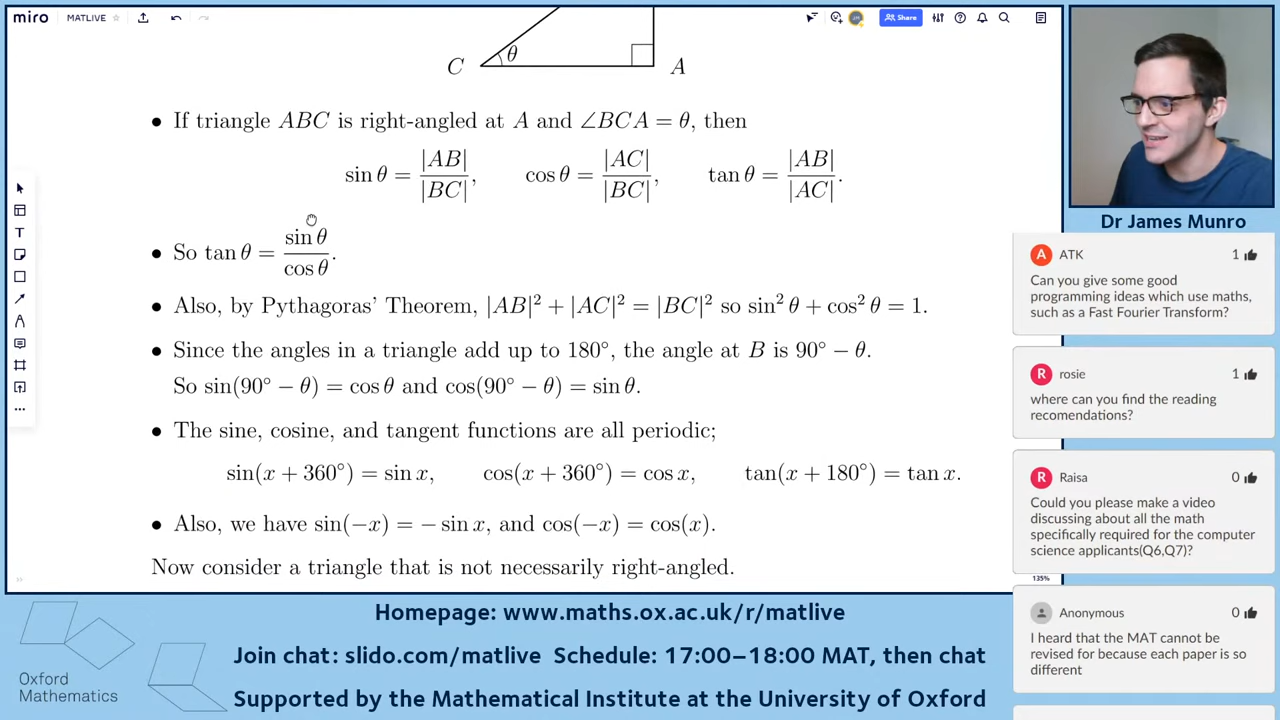 miro MATLIVE Share
θ
C A
• If triangle ABC is right-angled at A and ∠BCA = θ, then
sin θ = |AB| / |BC|, cos θ = |AC| / |BC|, tan θ = |AB| / |AC|.
• So tan θ = sin θ / cos θ.
• Also, by Pythagoras' Theorem, |AB|² + |AC|² = |BC|² so sin² θ + cos² θ = 1.
• Since the angles in a triangle add up to 180°, the angle at B is 90° − θ.
So sin(90° − θ) = cos θ and cos(90° − θ) = sin θ.
• The sine, cosine, and tangent functions are all periodic;
sin(x + 360°) = sin x, cos(x + 360°) = cos x, tan(x + 180°) = tan x.
• Also, we have sin(−x) = − sin x, and cos(−x) = cos(x).
Now consider a triangle that is not necessarily right-angled.
135%
Dr James Munro
A ATK 1
Can you give some good
programming ideas which use maths,
such as a Fast Fourier Transform?
R rosie 1
where can you find the reading
recomendations?
R Raisa 0
Could you please make a video
discussing about all the math
specifically required for the computer
science applicants(Q6,Q7)?
Anonymous 0
I heard that the MAT cannot be
revised for because each paper is so
different
Homepage: www.maths.ox.ac.uk/r/matlive
Join chat: slido.com/matlive Schedule: 17:00–18:00 MAT, then chat
Supported by the Mathematical Institute at the University of Oxford
Oxford
Mathematics